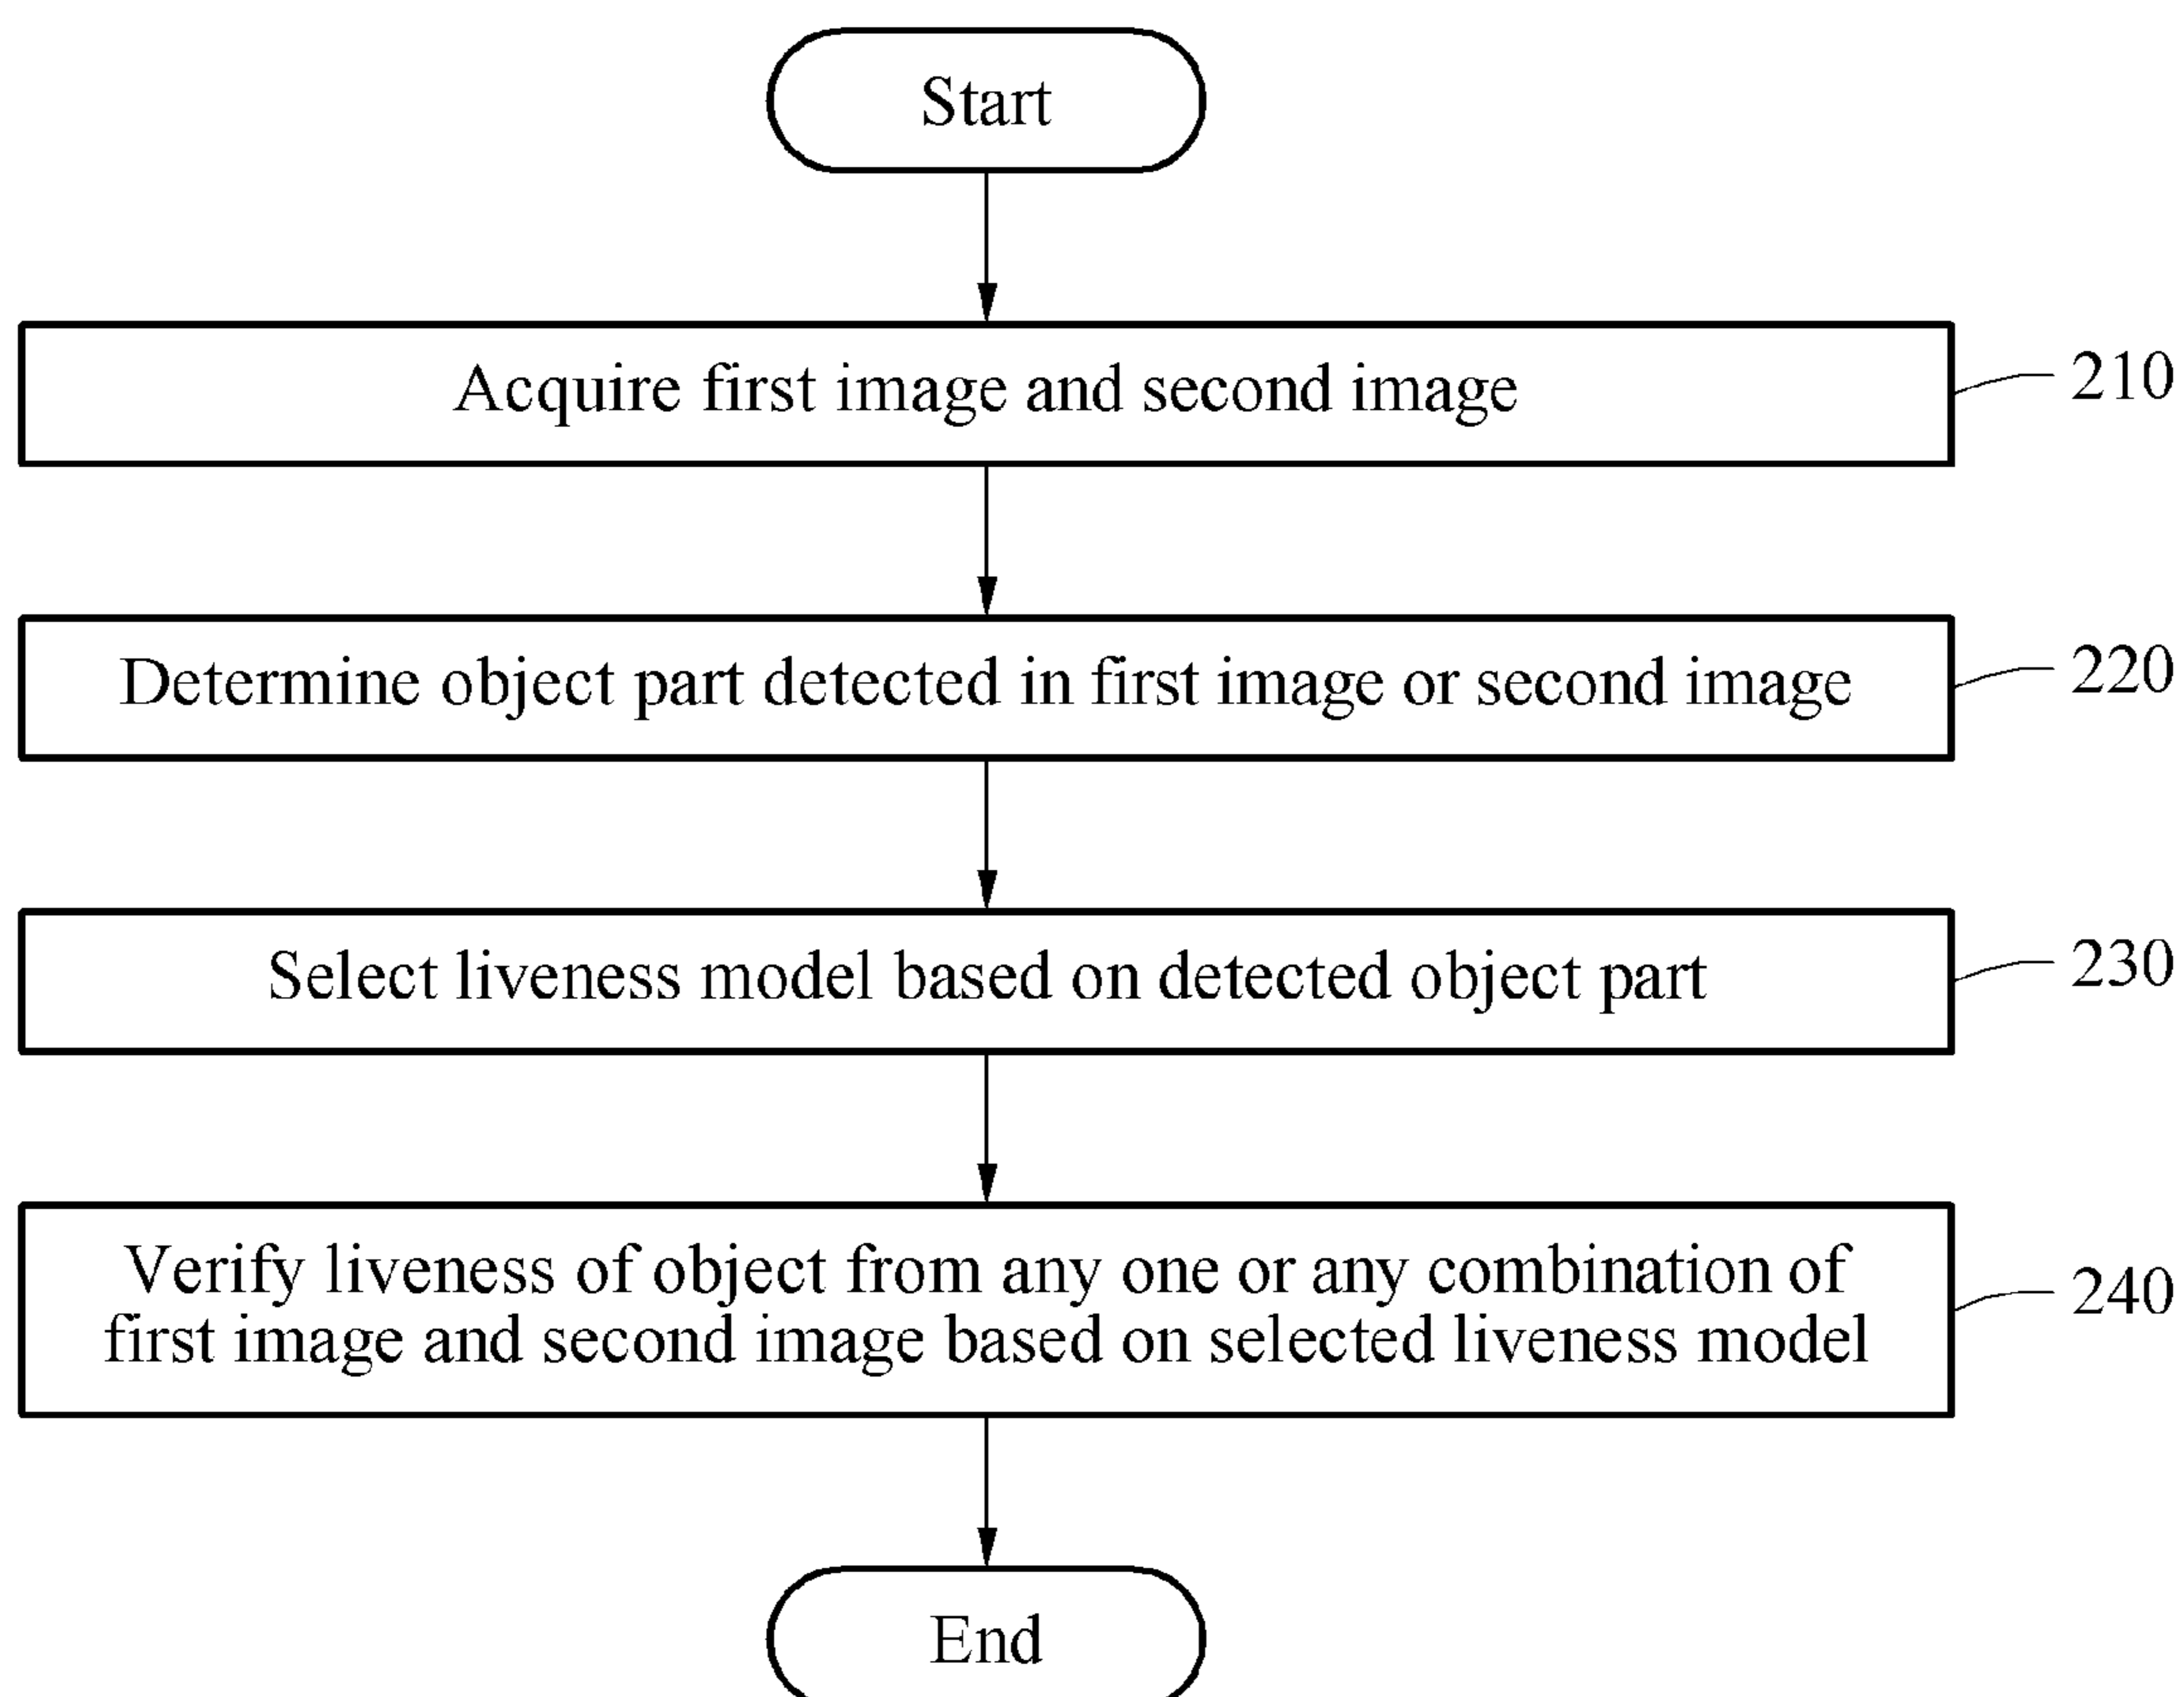 Start
Acquire first image and second image
210
Determine object part detected in first image or second image
220
Select liveness model based on detected object part
230
Verify liveness of object from any one or any combination of
first image and second image based on selected liveness model
240
End